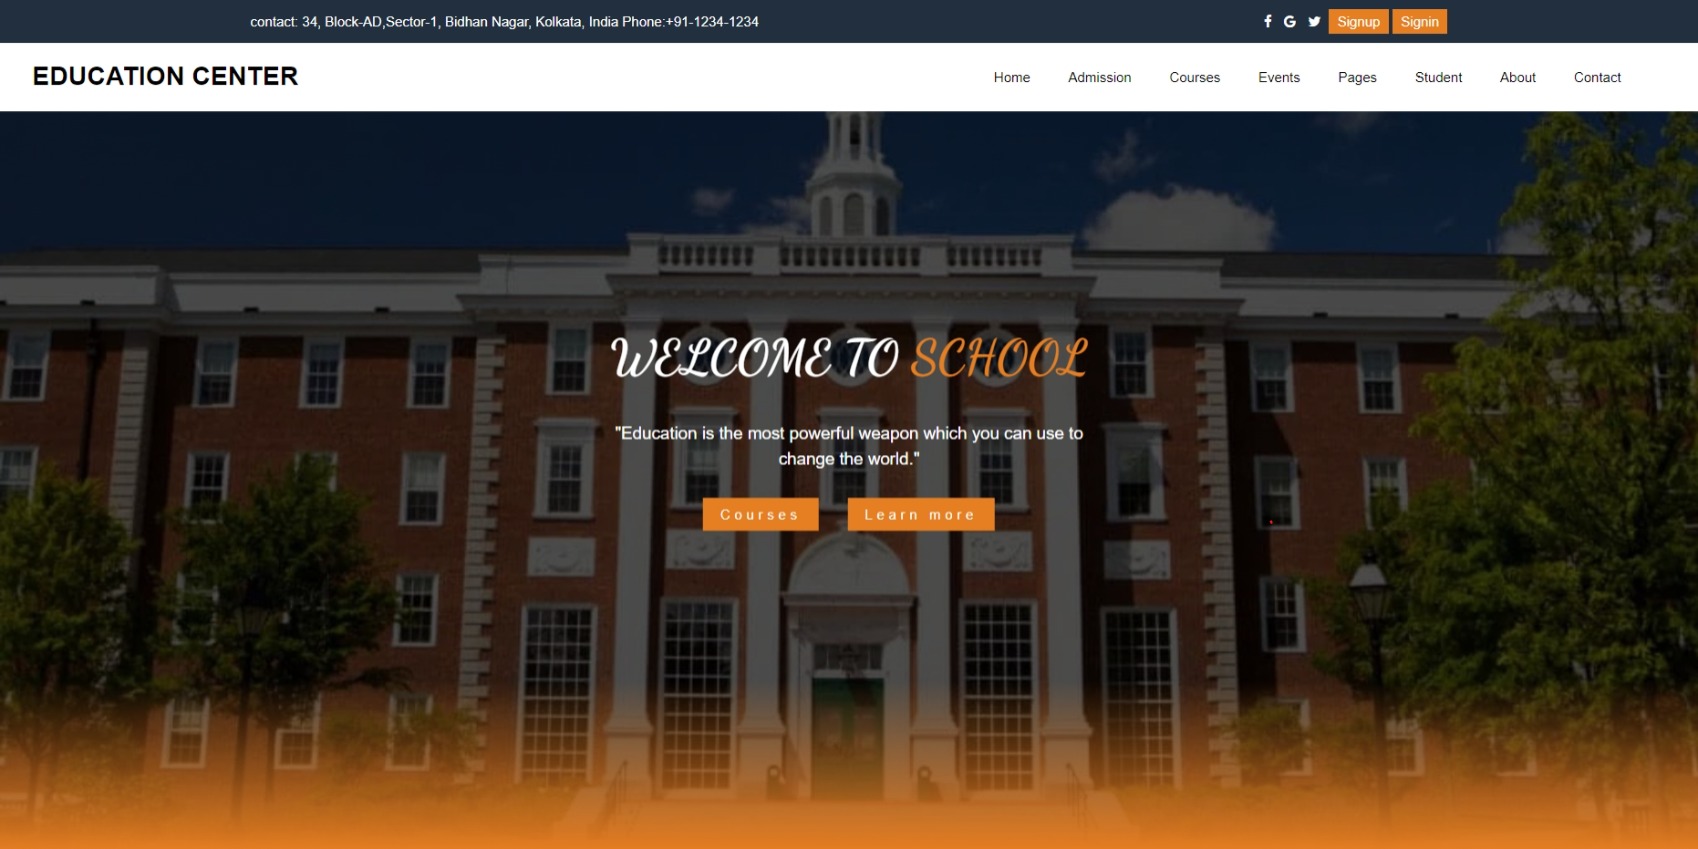 contact: 34, Block-AD,Sector-1, Bidhan Nagar, Kolkata, India Phone:+91-1234-1234
Signup Signin
EDUCATION CENTER
Home Admission Courses Events Pages Student About Contact
WELCOME TO SCHOOL
"Education is the most powerful weapon which you can use to
change the world."
Courses Learn more